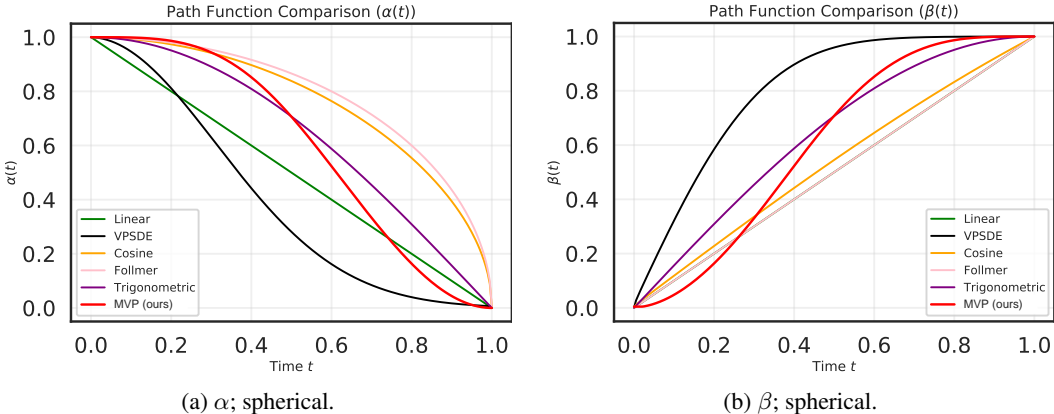 Path Function Comparison (α(t))
1.0
0.8
0.6
0.4
0.2
0.0
α(t)
Linear
VPSDE
Cosine
Follmer
Trigonometric
MVP (ours)
0.0 0.2 0.4 0.6 0.8 1.0
Time t
(a) α; spherical.
Path Function Comparison (β(t))
1.0
0.8
0.6
0.4
0.2
0.0
β(t)
Linear
VPSDE
Cosine
Follmer
Trigonometric
MVP (ours)
0.0 0.2 0.4 0.6 0.8 1.0
Time t
(b) β; spherical.